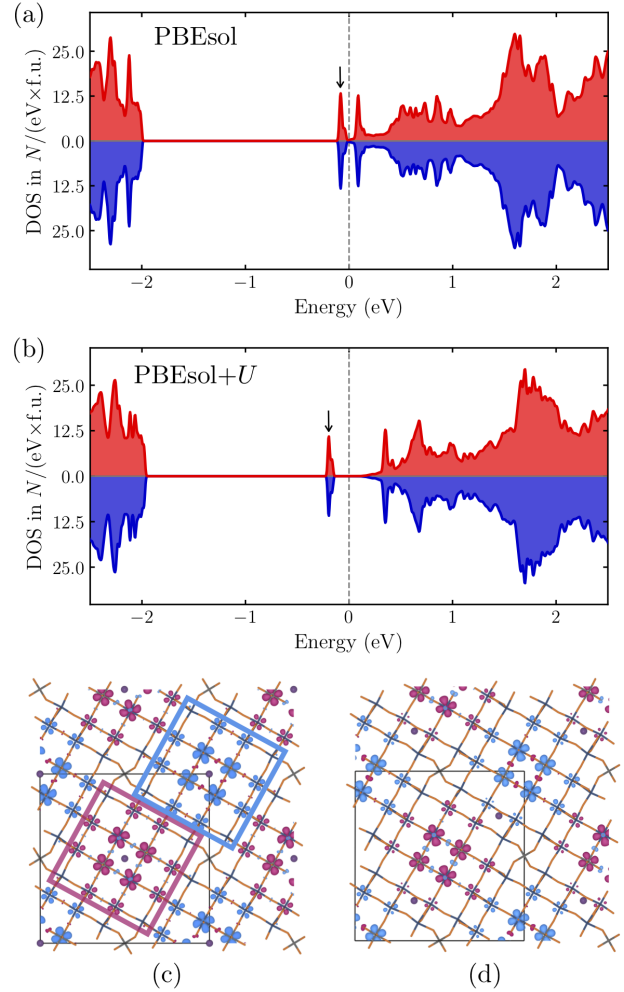 (a)
PBEsol
DOS in N/(eV×f.u.)
25.0
12.5
0.0
12.5
25.0
−2 −1 0 1 2
Energy (eV)
(b)
PBEsol+U
DOS in N/(eV×f.u.)
25.0
12.5
0.0
12.5
25.0
−2 −1 0 1 2
Energy (eV)
(c) (d)